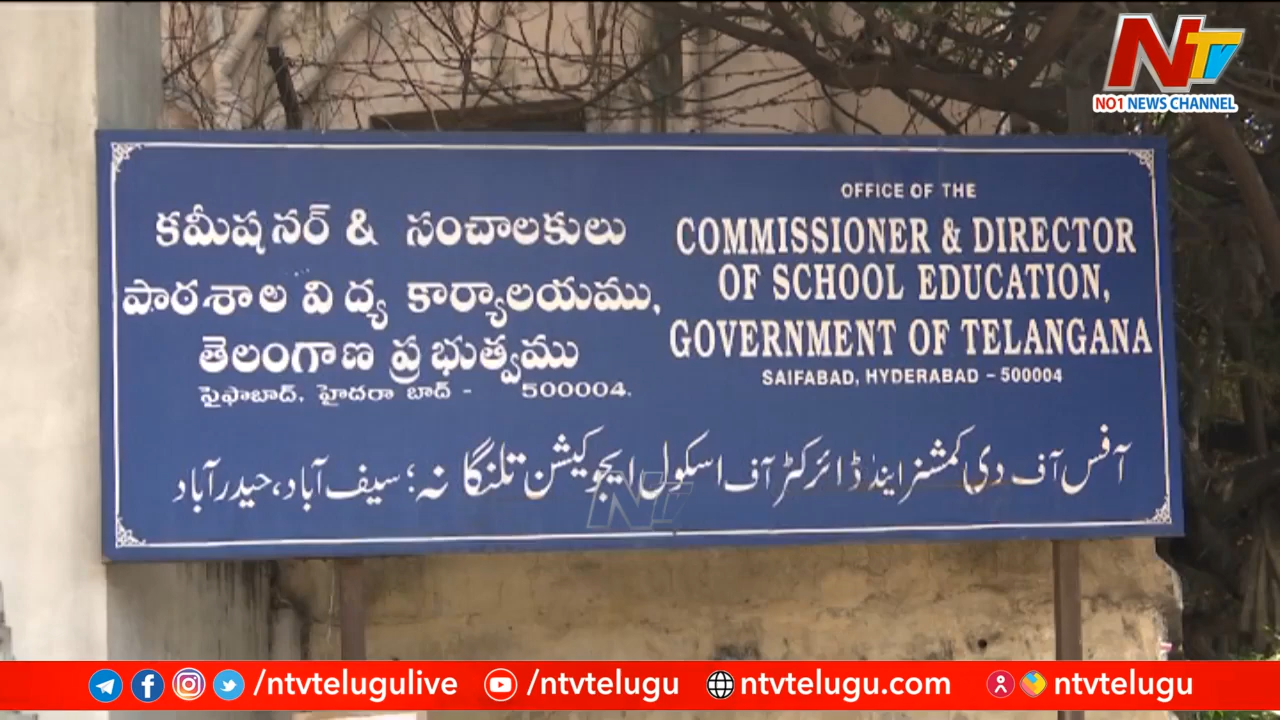 NTV
NO1 NEWS CHANNEL
కమీషనర్ & సంచాలకులు
పాఠశాల విద్య కార్యాలయము,
తెలంగాణ ప్రభుత్వము
సైఫాబాద్, హైదరాబాద్ - 500004.
OFFICE OF THE
COMMISSIONER & DIRECTOR
OF SCHOOL EDUCATION,
GOVERNMENT OF TELANGANA
SAIFABAD, HYDERABAD - 500004
آفس آف دی کمشنر اینڈ ڈائرکٹر آف اسکول ایجوکیشن تلنگانہ؛ سیف آباد، حیدرآباد
NTV
/ntvtelugulive
/ntvtelugu
ntvtelugu.com
ntvtelugu